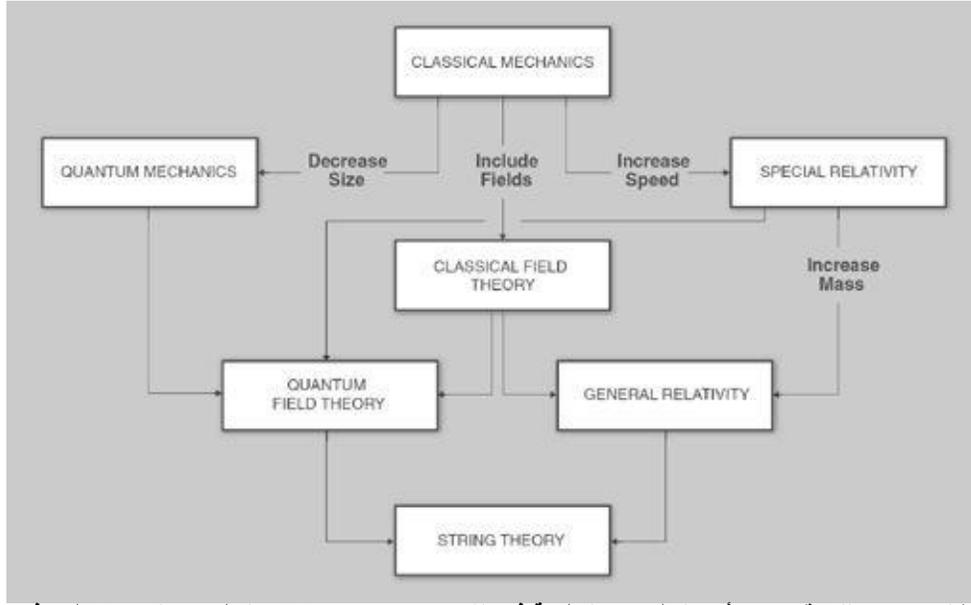 CLASSICAL MECHANICS
QUANTUM MECHANICS
Decrease
Size
Include
Fields
Increase
Speed
SPECIAL RELATIVITY
CLASSICAL FIELD
THEORY
Increase
Mass
QUANTUM
FIELD THEORY
GENERAL RELATIVITY
STRING THEORY